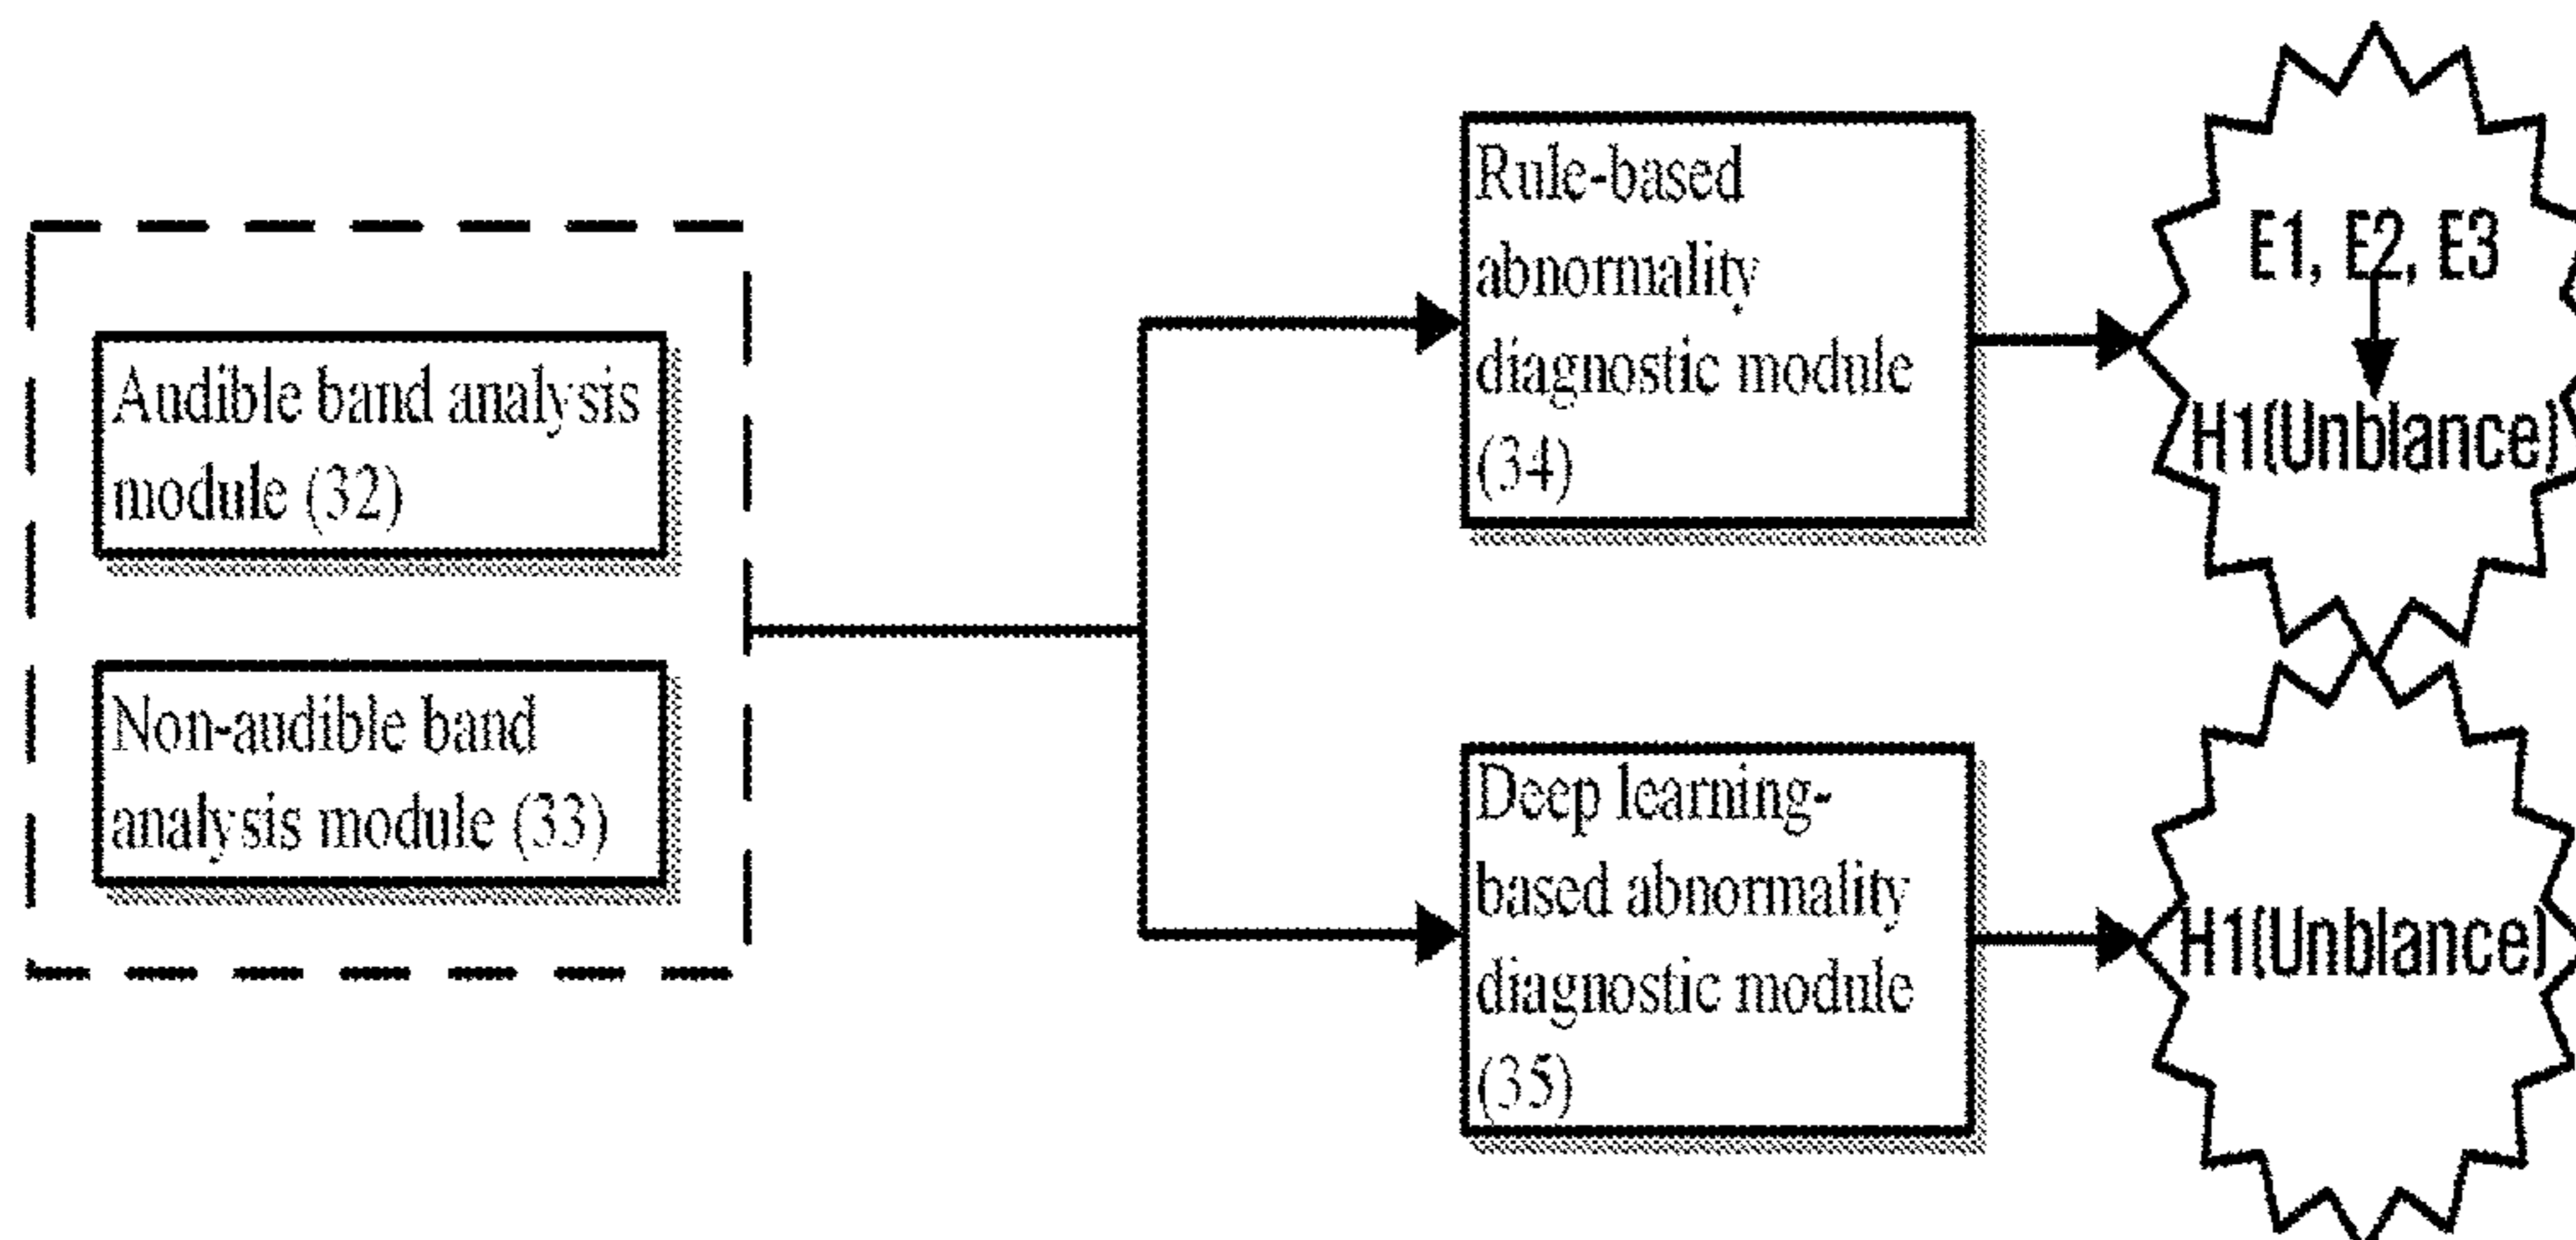 Audible band analysis
module (32)
Non-audible band
analysis module (33)
Rule-based
abnormality
diagnostic module
(34)
Deep learning-
based abnormality
diagnostic module
(35)
E1, E2, E3
H1(Unblance)
H1(Unblance)